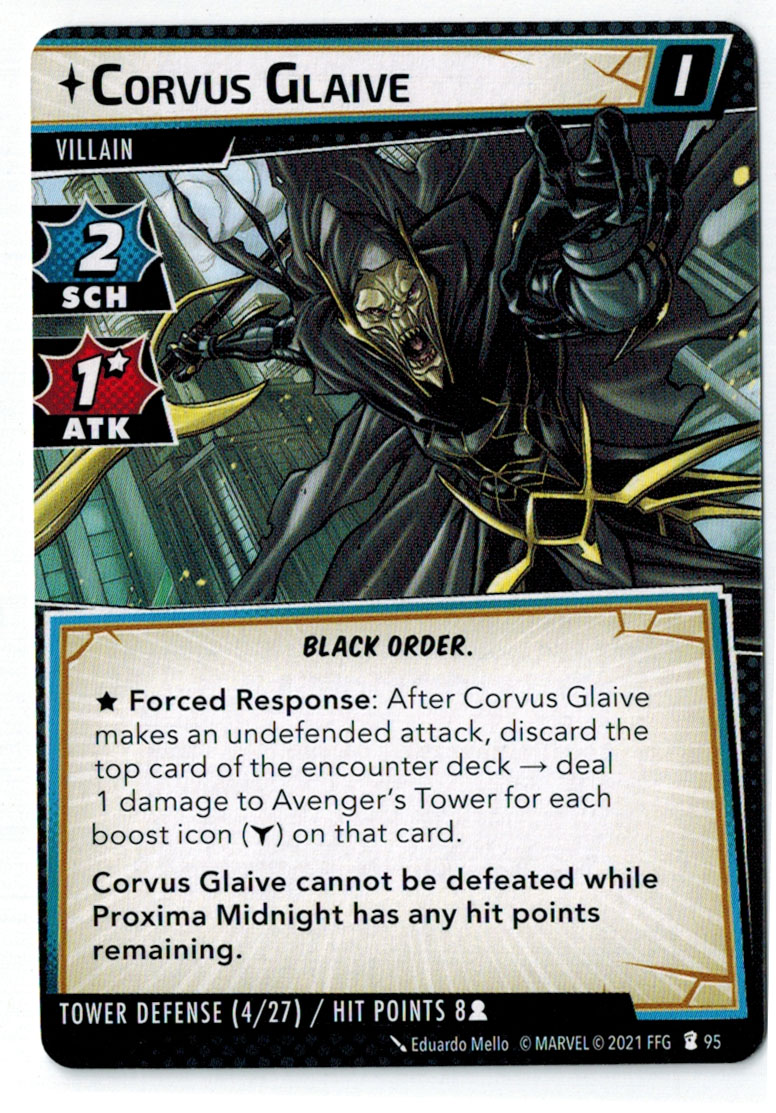 CORVUS GLAIVE
I
VILLAIN
2
SCH
1★
ATK
BLACK ORDER.
★ Forced Response: After Corvus Glaive
makes an undefended attack, discard the
top card of the encounter deck → deal
1 damage to Avenger's Tower for each
boost icon ( ) on that card.
Corvus Glaive cannot be defeated while
Proxima Midnight has any hit points
remaining.
TOWER DEFENSE (4/27) / HIT POINTS 8
Eduardo Mello © MARVEL © 2021 FFG 95